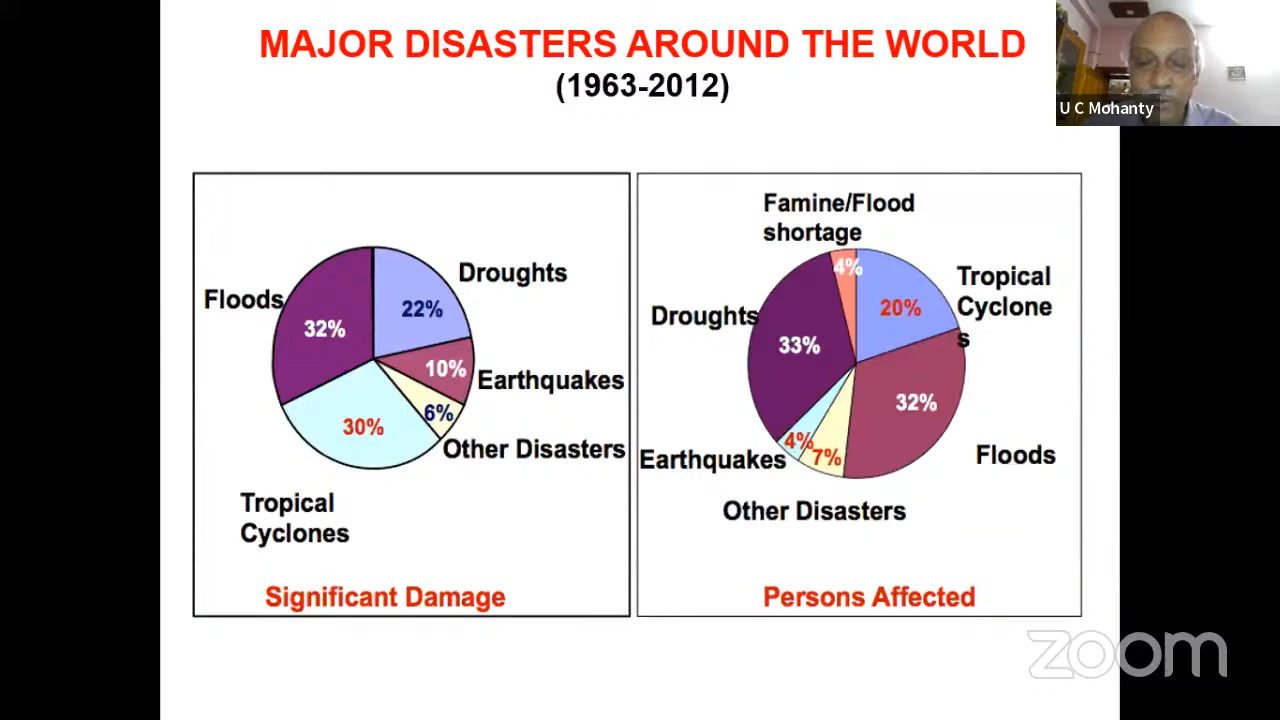 MAJOR DISASTERS AROUND THE WORLD
(1963-2012)
U C Mohanty
Floods
32%
Droughts
22%
10%
Earthquakes
6%
Other Disasters
30%
Tropical
Cyclones
Significant Damage
Famine/Flood
shortage
4%
Tropical
Cyclone
s
20%
Droughts
33%
32%
Floods
Earthquakes
4%
7%
Other Disasters
Persons Affected
zoom